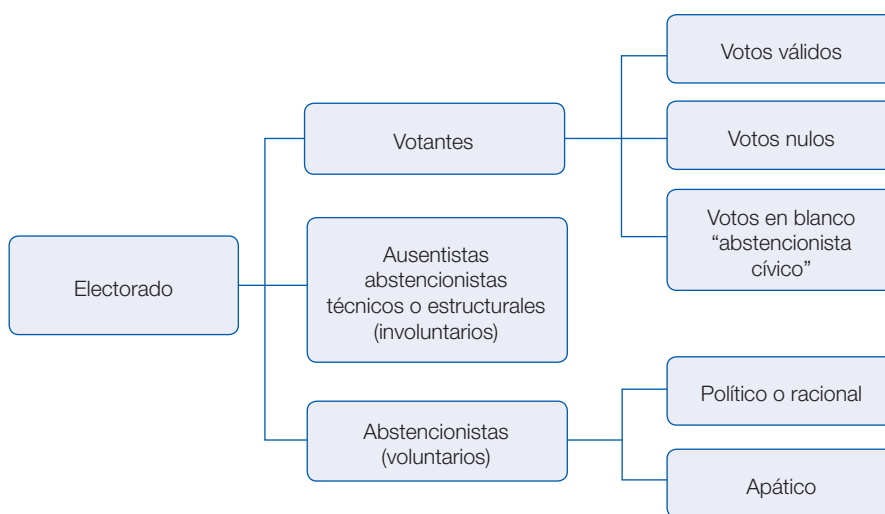 Votos válidos
Votantes
Votos nulos
Votos en blanco
“abstencionista
cívico”
Electorado
Ausentistas
abstencionistas
técnicos o estructurales
(involuntarios)
Abstencionistas
(voluntarios)
Político o racional
Apático